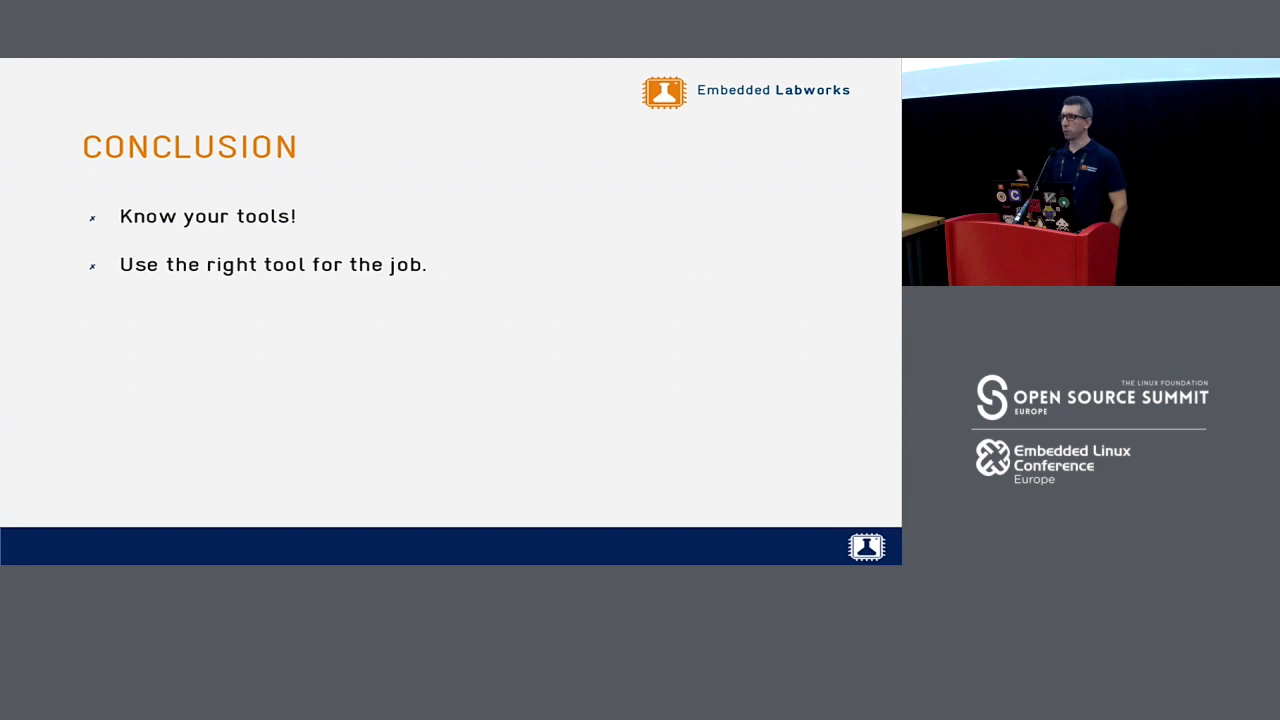 Embedded Labworks
CONCLUSION
Know your tools!
Use the right tool for the job.
THE LINUX FOUNDATION
OPEN SOURCE SUMMIT
EUROPE
Embedded Linux
Conference
Europe